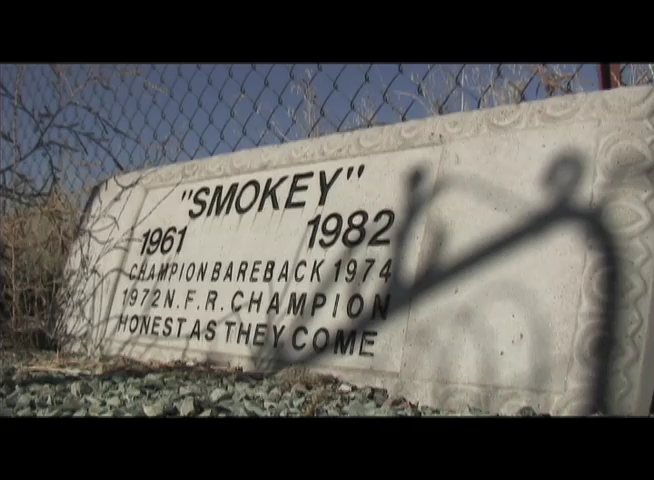 "SMOKEY"
1961 1982
CHAMPION BAREBACK 1974
1972 N.F.R. CHAMPION
HONEST AS THEY COME